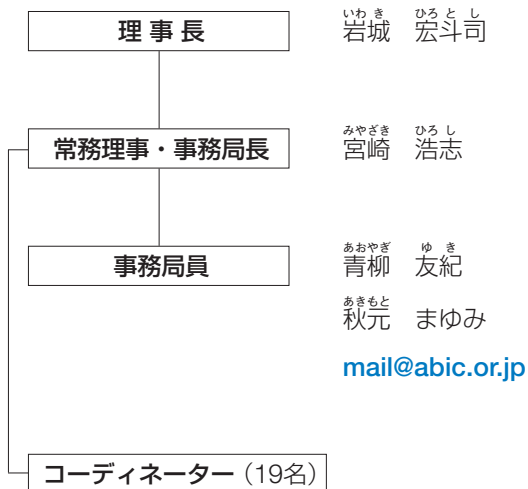 理事長 岩城 宏斗司
いわき ひろとし
常務理事・事務局長 宮崎 浩志
みやざき ひろし
事務局員 青柳 友紀
あおやぎ ゆき
秋元 まゆみ
あきもと
mail@abic.or.jp
コーディネーター（19名）